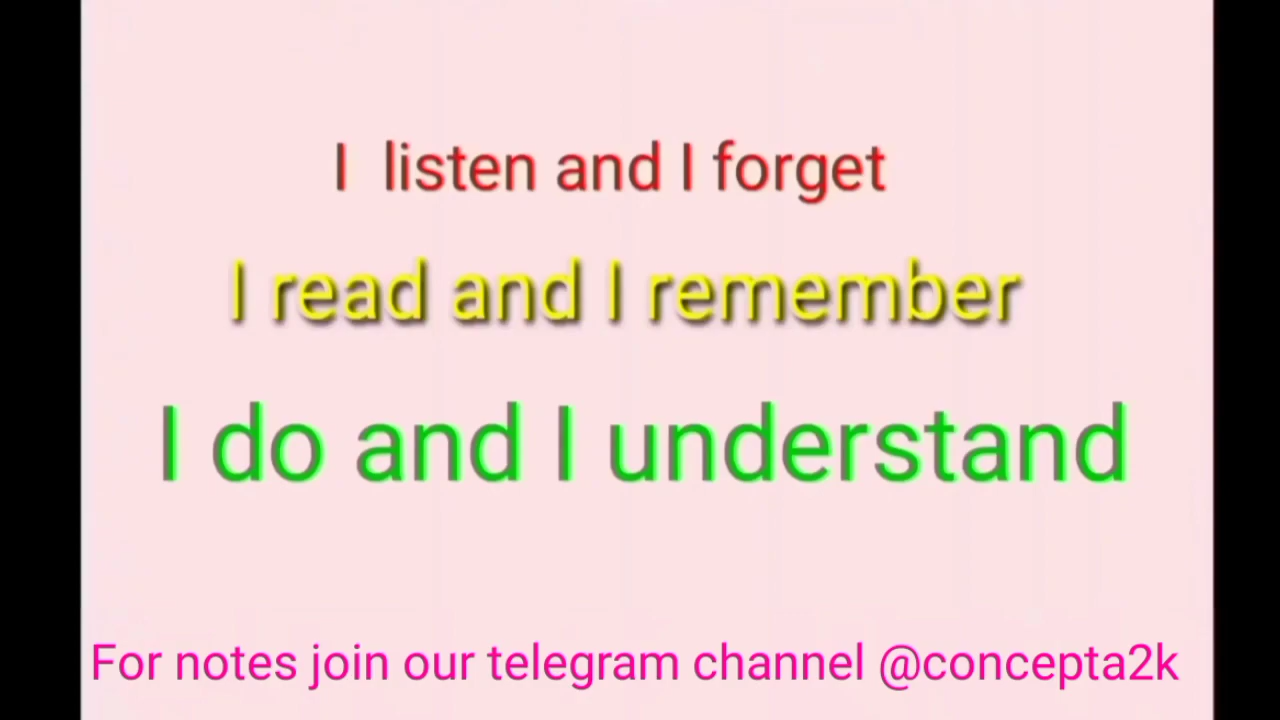 I listen and I forget
I read and I remember
I do and I understand
For notes join our telegram channel @concepta2k